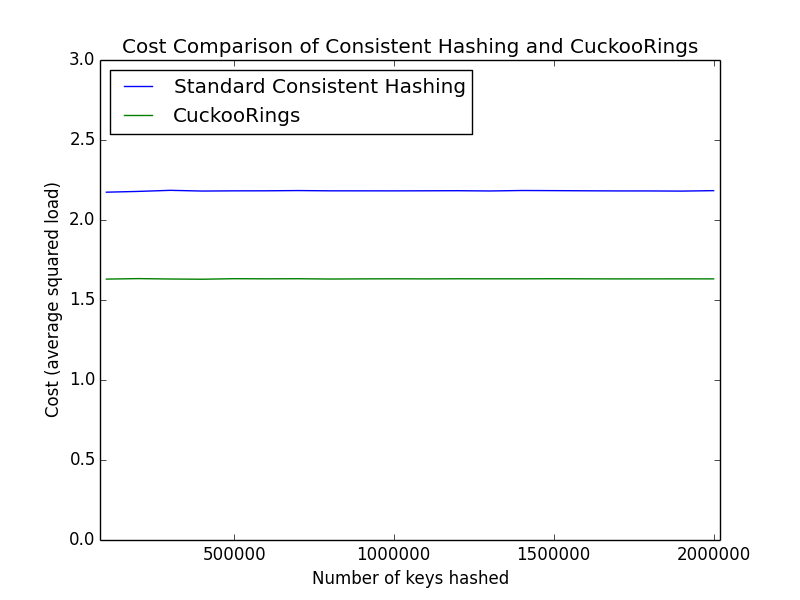 Cost Comparison of Consistent Hashing and CuckooRings
3.0
Standard Consistent Hashing
CuckooRings
2.5
2.0
1.5
1.0
0.5
0.0
Cost (average squared load)
500000 1000000 1500000 2000000
Number of keys hashed